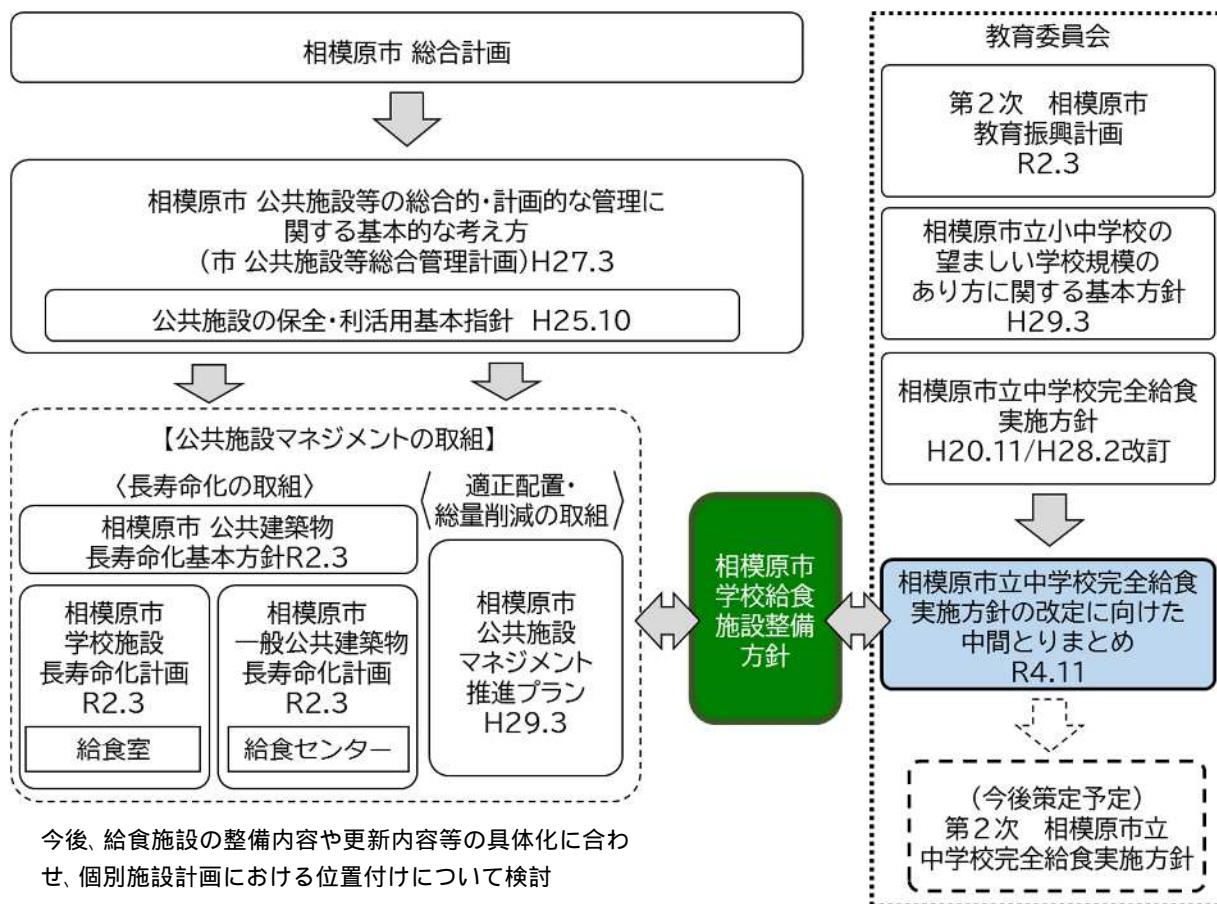 相模原市 総合計画
相模原市 公共施設等の総合的・計画的な管理に
関する基本的な考え方
(市 公共施設等総合管理計画)H27.3
公共施設の保全・利活用基本指針 H25.10
【公共施設マネジメントの取組】
〈長寿命化の取組〉
相模原市 公共建築物
長寿命化基本方針R2.3
相模原市
学校施設
長寿命化計画
R2.3
給食室
相模原市
一般公共建築物
長寿命化計画
R2.3
給食センター
〈適正配置・
総量削減の取組〉
相模原市
公共施設
マネジメント
推進プラン
H29.3
今後、給食施設の整備内容や更新内容等の具体化に合わ
せ、個別施設計画における位置付けについて検討
相模原市
学校給食
施設整備
方針
教育委員会
第2次 相模原市
教育振興計画
R2.3
相模原市立小中学校の
望ましい学校規模の
あり方に関する基本方針
H29.3
相模原市立中学校完全給食
実施方針
H20.11/H28.2改訂
相模原市立中学校完全給食
実施方針の改定に向けた
中間とりまとめ
R4.11
(今後策定予定)
第2次 相模原市立
中学校完全給食実施方針